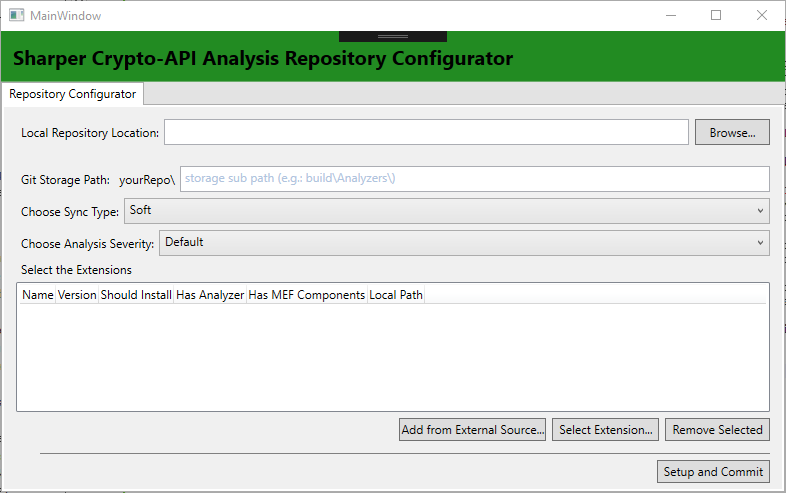 MainWindow
Sharper Crypto-API Analysis Repository Configurator
Repository Configurator
Local Repository Location: Browse...
Git Storage Path: yourRepo\ storage sub path (e.g.: build\Analyzers\)
Choose Sync Type: Soft
Choose Analysis Severity: Default
Select the Extensions
Name Version Should Install Has Analyzer Has MEF Components Local Path
Add from External Source... Select Extension... Remove Selected
Setup and Commit